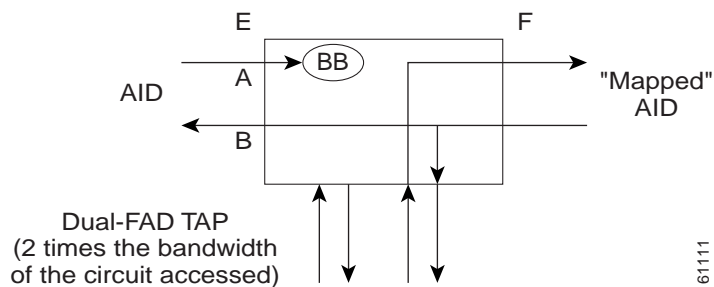 E
F
BB
A
AID
"Mapped"
AID
B
Dual-FAD TAP
(2 times the bandwidth
of the circuit accessed)
61111